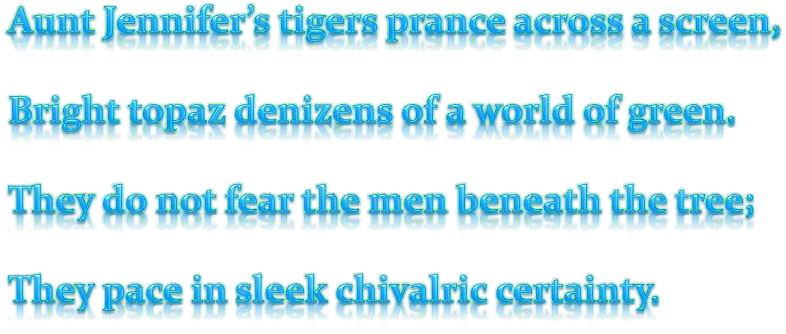 Aunt Jennifer’s tigers prance across a screen,
Bright topaz denizens of a world of green.
They do not fear the men beneath the tree;
They pace in sleek chivalric certainty.